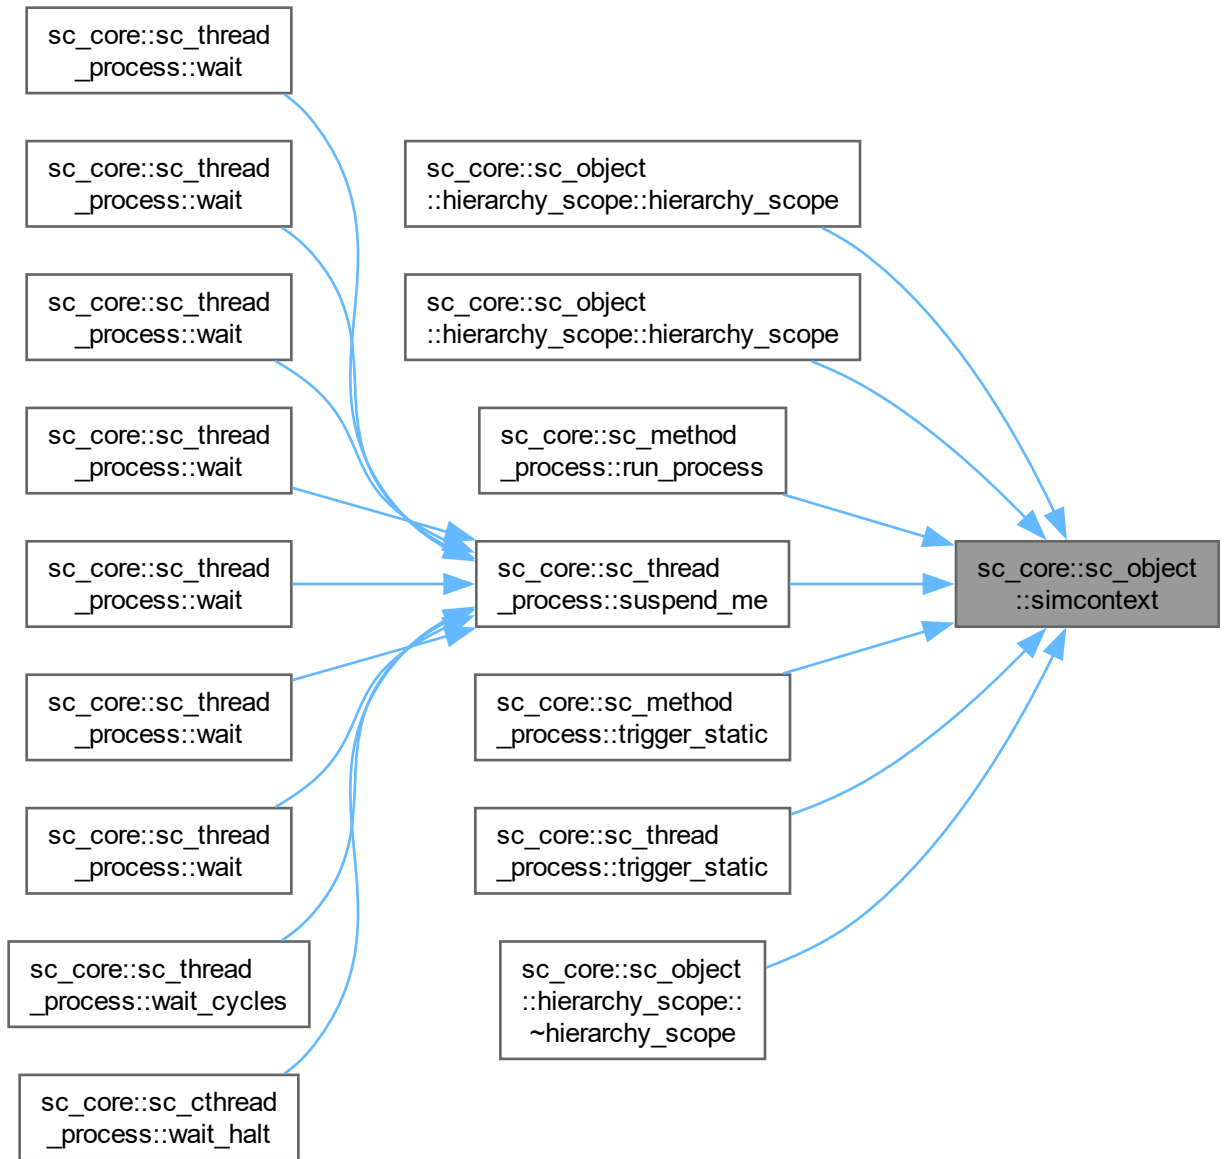 sc_core::sc_thread
_process::wait
sc_core::sc_thread
_process::wait
sc_core::sc_thread
_process::wait
sc_core::sc_thread
_process::wait
sc_core::sc_thread
_process::wait
sc_core::sc_thread
_process::wait
sc_core::sc_thread
_process::wait
sc_core::sc_thread
_process::wait_cycles
sc_core::sc_cthread
_process::wait_halt
sc_core::sc_object
::hierarchy_scope::hierarchy_scope
sc_core::sc_object
::hierarchy_scope::hierarchy_scope
sc_core::sc_method
_process::run_process
sc_core::sc_thread
_process::suspend_me
sc_core::sc_method
_process::trigger_static
sc_core::sc_thread
_process::trigger_static
sc_core::sc_object
::hierarchy_scope::
~hierarchy_scope
sc_core::sc_object
::simcontext